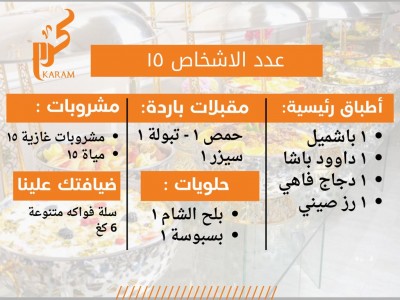 كرم
KARAM
عدد الاشخاص ١٥
أطباق رئيسية:
١ باشميل
١ داوود باشا
١ دجاج فاهي
١ رز صيني
مقبلات باردة:
حمص ١ - تبولة ١
سيزر ١
حلويات :
بلح الشام ١
بسبوسة ١
مشروبات :
مشروبات غازية ١٥
مياة ١٥
ضيافتك علينا
سلة فواكه متنوعة
6 كغ